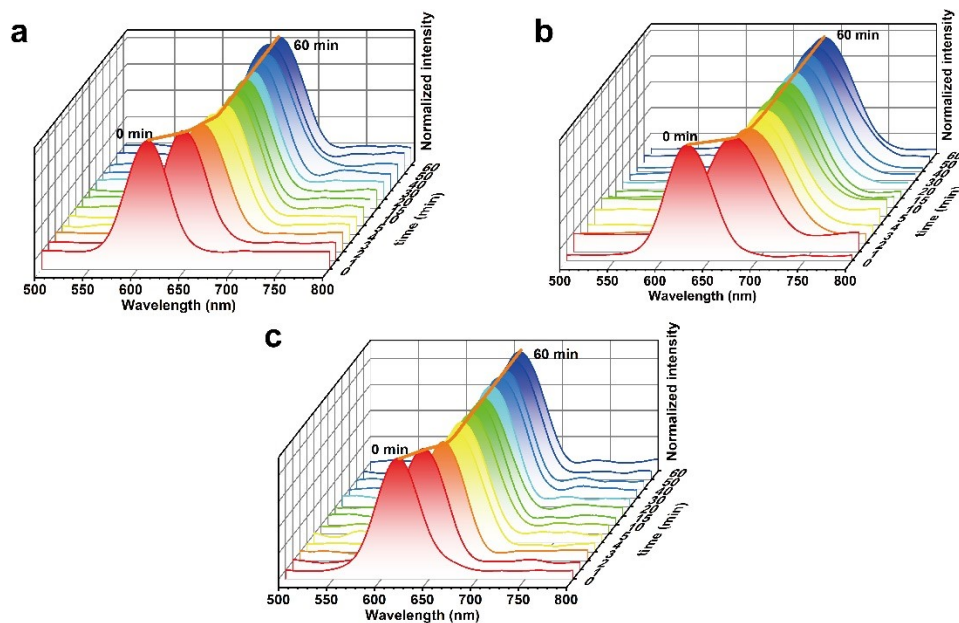 a
60 min
0 min
Normalized intensity
time (min)
500 550 600 650 700 750 800
Wavelength (nm)
b
60 min
0 min
Normalized intensity
time (min)
500 550 600 650 700 750 800
Wavelength (nm)
c
60 min
0 min
Normalized intensity
time (min)
500 550 600 650 700 750 800
Wavelength (nm)